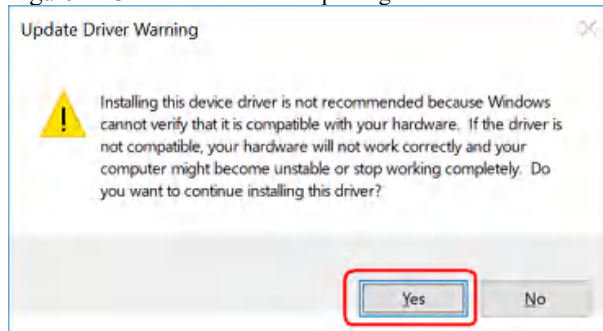 Update Driver Warning
Installing this device driver is not recommended because Windows
cannot verify that it is compatible with your hardware. If the driver is
not compatible, your hardware will not work correctly and your
computer might become unstable or stop working completely. Do
you want to continue installing this driver?
Yes
No